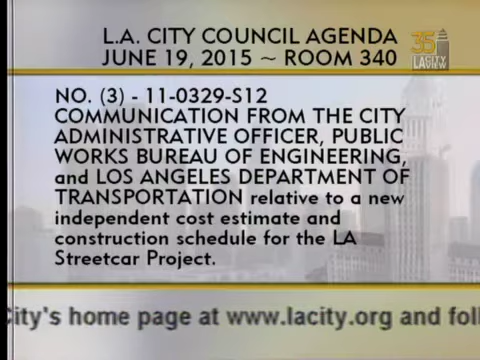 L.A. CITY COUNCIL AGENDA
JUNE 19, 2015 ~ ROOM 340
35
LACITY
VIEW
NO. (3) - 11-0329-S12
COMMUNICATION FROM THE CITY
ADMINISTRATIVE OFFICER, PUBLIC
WORKS BUREAU OF ENGINEERING,
and LOS ANGELES DEPARTMENT OF
TRANSPORTATION relative to a new
independent cost estimate and
construction schedule for the LA
Streetcar Project.
City's home page at www.lacity.org and foll